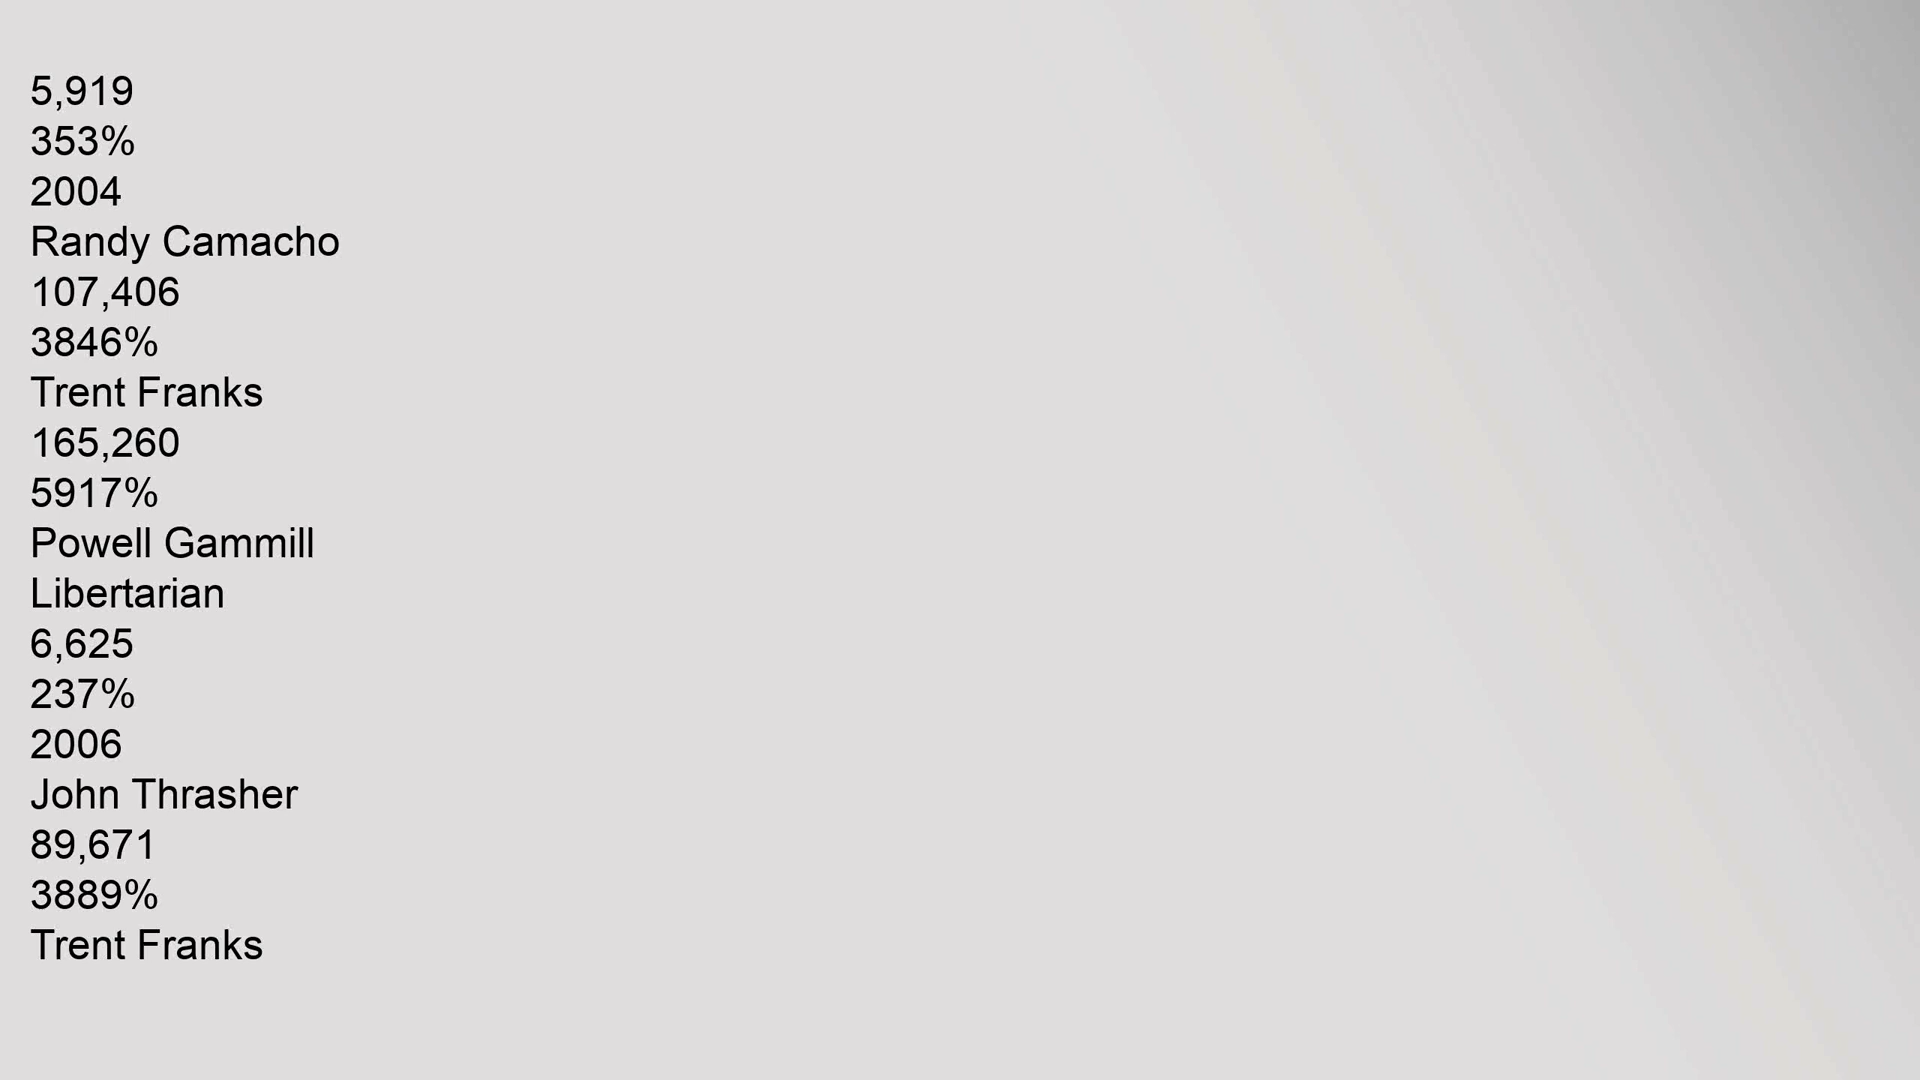 5,919
353%
2004
Randy Camacho
107,406
3846%
Trent Franks
165,260
5917%
Powell Gammill
Libertarian
6,625
237%
2006
John Thrasher
89,671
3889%
Trent Franks